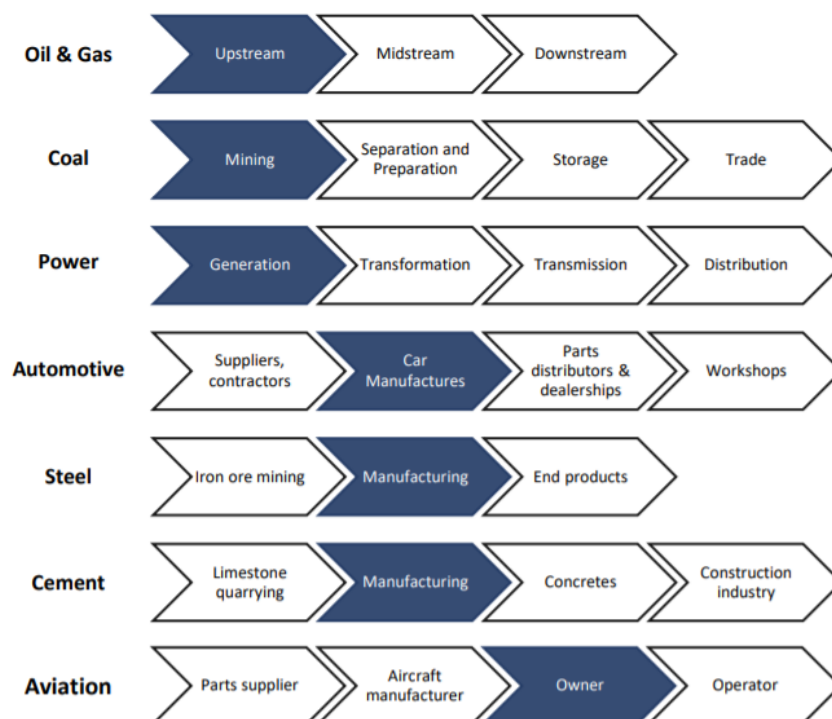 Oil & Gas
Upstream
Midstream
Downstream
Coal
Mining
Separation and
Preparation
Storage
Trade
Power
Generation
Transformation
Transmission
Distribution
Automotive
Suppliers,
contractors
Car
Manufactures
Parts
distributors &
dealerships
Workshops
Steel
Iron ore mining
Manufacturing
End products
Cement
Limestone
quarrying
Manufacturing
Concretes
Construction
industry
Aviation
Parts supplier
Aircraft
manufacturer
Owner
Operator